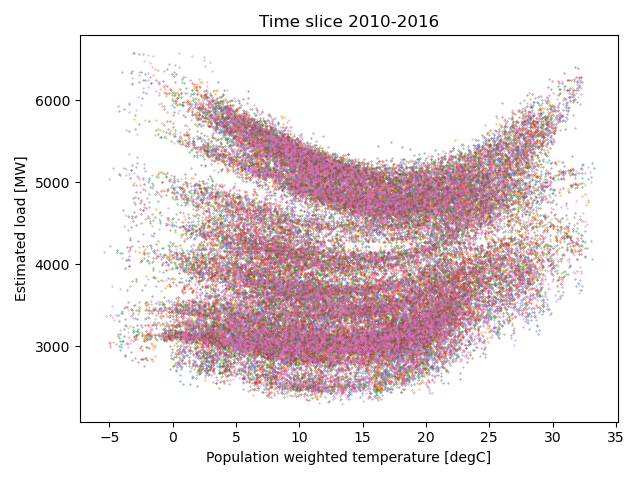 Time slice 2010-2016
Estimated load [MW]
6000
5000
4000
3000
−5 0 5 10 15 20 25 30 35
Population weighted temperature [degC]